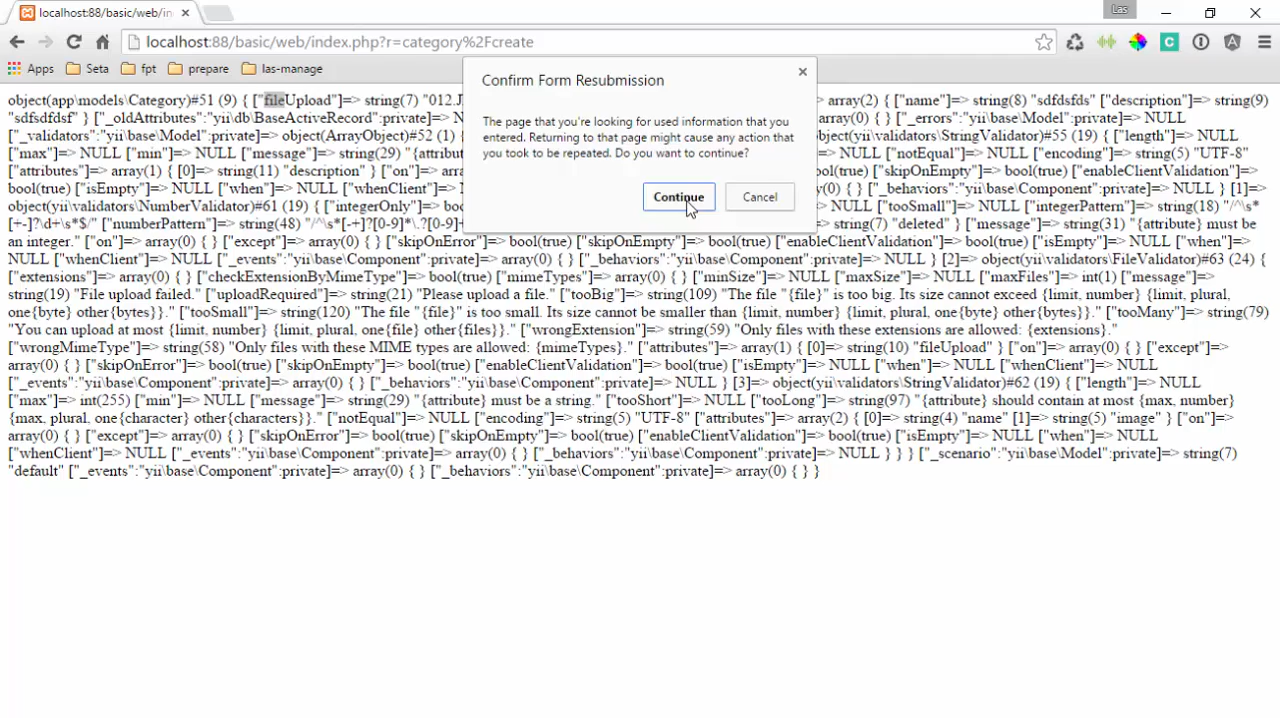 localhost:88/basic/web/in
Las
localhost:88/basic/web/index.php?r=category%2Fcreate
Apps Seta fpt prepare las-manage
Confirm Form Resubmission
The page that you're looking for used information that you
entered. Returning to that page might cause any action that
you took to be repeated. Do you want to continue?
Continue Cancel
object(app\models\Category)#51 (9) { ["fileUpload"]=> string(7) "012.J array(2) { ["name"]=> string(8) "sdfdsfds" ["description"]=> string(9)
"sdfsdfdsf" } ["_oldAttributes":"yii\db\BaseActiveRecord":private]=> N array(0) { } ["_errors":"yii\base\Model":private]=> NULL
["_validators":"yii\base\Model":private]=> object(ArrayObject)#52 (1) object(yii\validators\StringValidator)#55 (19) { ["length"]=> NULL
["max"]=> NULL ["min"]=> NULL ["message"]=> string(29) "{attribu NULL ["notEqual"]=> NULL ["encoding"]=> string(5) "UTF-8"
["attributes"]=> array(1) { [0]=> string(11) "description" } ["on"]=> arra bool(true) ["skipOnEmpty"]=> bool(true) ["enableClientValidation"]=>
bool(true) ["isEmpty"]=> NULL ["when"]=> NULL ["whenClient"]=> { } ["_behaviors":"yii\base\Component":private]=> NULL } [1]=>
object(yii\validators\NumberValidator)#61 (19) { ["integerOnly"]=> bo NULL ["tooSmall"]=> NULL ["integerPattern"]=> string(18) "/^\s*
[+-]?\d+\s*$/" ["numberPattern"]=> string(48) "/^\s*[-+]?[0-9]*\.?[0-9] string(7) "deleted" } ["message"]=> string(31) "{attribute} must be
an integer." ["on"]=> array(0) { } ["except"]=> array(0) { } ["skipOnError"]=> bool(true) ["skipOnEmpty"]=> bool(true) ["enableClientValidation"]=> bool(true) ["isEmpty"]=> NULL ["when"]=>
NULL ["whenClient"]=> NULL ["_events":"yii\base\Component":private]=> array(0) { } ["_behaviors":"yii\base\Component":private]=> NULL } [2]=> object(yii\validators\FileValidator)#63 (24) {
["extensions"]=> array(0) { } ["checkExtensionByMimeType"]=> bool(true) ["mimeTypes"]=> array(0) { } ["minSize"]=> NULL ["maxSize"]=> NULL ["maxFiles"]=> int(1) ["message"]=>
string(19) "File upload failed." ["uploadRequired"]=> string(21) "Please upload a file." ["tooBig"]=> string(109) "The file "{file}" is too big. Its size cannot exceed {limit, number} {limit, plural,
one{byte} other{bytes}}." ["tooSmall"]=> string(120) "The file "{file}" is too small. Its size cannot be smaller than {limit, number} {limit, plural, one{byte} other{bytes}}." ["tooMany"]=> string(79)
"You can upload at most {limit, number} {limit, plural, one{file} other{files}}." ["wrongExtension"]=> string(59) "Only files with these extensions are allowed: {extensions}."
["wrongMimeType"]=> string(58) "Only files with these MIME types are allowed: {mimeTypes}." ["attributes"]=> array(1) { [0]=> string(10) "fileUpload" } ["on"]=> array(0) { } ["except"]=>
array(0) { } ["skipOnError"]=> bool(true) ["skipOnEmpty"]=> bool(true) ["enableClientValidation"]=> bool(true) ["isEmpty"]=> NULL ["when"]=> NULL ["whenClient"]=> NULL
["_events":"yii\base\Component":private]=> array(0) { } ["_behaviors":"yii\base\Component":private]=> NULL } [3]=> object(yii\validators\StringValidator)#62 (19) { ["length"]=> NULL
["max"]=> int(255) ["min"]=> NULL ["message"]=> string(29) "{attribute} must be a string." ["tooShort"]=> NULL ["tooLong"]=> string(97) "{attribute} should contain at most {max, number}
{max, plural, one{character} other{characters}}." ["notEqual"]=> NULL ["encoding"]=> string(5) "UTF-8" ["attributes"]=> array(2) { [0]=> string(4) "name" [1]=> string(5) "image" } ["on"]=>
array(0) { } ["except"]=> array(0) { } ["skipOnError"]=> bool(true) ["skipOnEmpty"]=> bool(true) ["enableClientValidation"]=> bool(true) ["isEmpty"]=> NULL ["when"]=> NULL
["whenClient"]=> NULL ["_events":"yii\base\Component":private]=> array(0) { } ["_behaviors":"yii\base\Component":private]=> NULL } } } ["_scenario":"yii\base\Model":private]=> string(7)
"default" ["_events":"yii\base\Component":private]=> array(0) { } ["_behaviors":"yii\base\Component":private]=> array(0) { } }